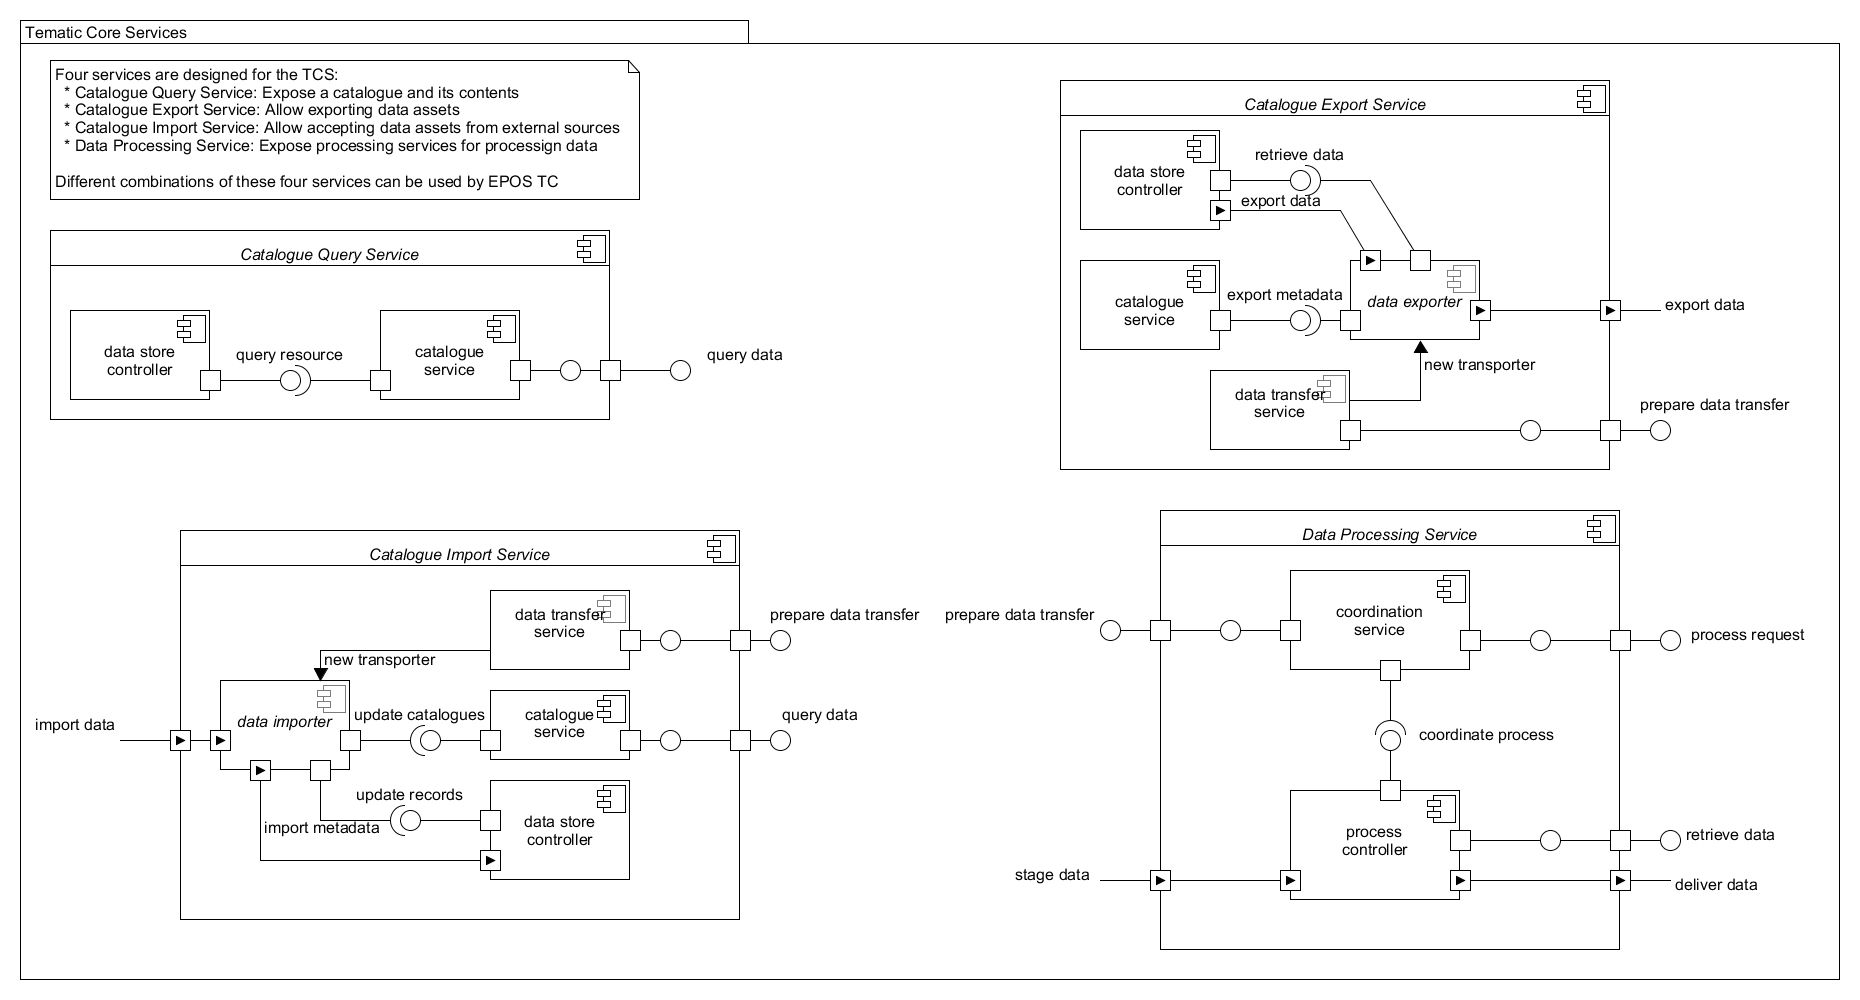 Tematic Core Services
Four services are designed for the TCS:
* Catalogue Query Service: Expose a catalogue and its contents
* Catalogue Export Service: Allow exporting data assets
* Catalogue Import Service: Allow accepting data assets from external sources
* Data Processing Service: Expose processing services for processign data
Different combinations of these four services can be used by EPOS TC
Catalogue Query Service
data store
controller
query resource
catalogue
service
query data
Catalogue Export Service
data store
controller
retrieve data
export data
catalogue
service
export metadata
data exporter
export data
new transporter
data transfer
service
prepare data transfer
Catalogue Import Service
data transfer
service
prepare data transfer
new transporter
import data
data importer
update catalogues
catalogue
service
query data
update records
import metadata
data store
controller
Data Processing Service
prepare data transfer
coordination
service
process request
coordinate process
process
controller
retrieve data
stage data
deliver data